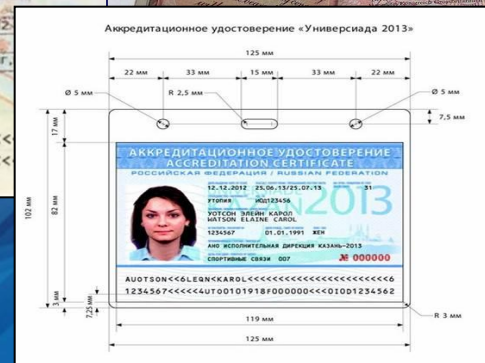 Аккредитационное удостоверение «Универсиада 2013»
125 мм
22 мм 33 мм 15 мм 33 мм 22 мм
Ø 5 мм R 2,5 мм Ø 5 мм
7,5 мм
17 мм
102 мм
82 мм
3 мм
7,25 мм
АККРЕДИТАЦИОННОЕ УДОСТОВЕРЕНИЕ
ACCREDITATION CERTIFICATE
РОССИЙСКАЯ ФЕДЕРАЦИЯ / RUSSIAN FEDERATION
12.12.2012 25.06.13/25.07.13 31
УТОПИЯ ИОД123456
KAZAN2013
УОТСОН ЭЛЕЙН КАРОЛ
WATSON ELAINE CAROL
1234567 01.01.1991 ЖЕН
АНО ИСПОЛНИТЕЛЬНАЯ ДИРЕКЦИЯ КАЗАНЬ-2013
СПОРТИВНЫЕ СВЯЗИ 007 № 000000
R 3 мм
119 мм
125 мм